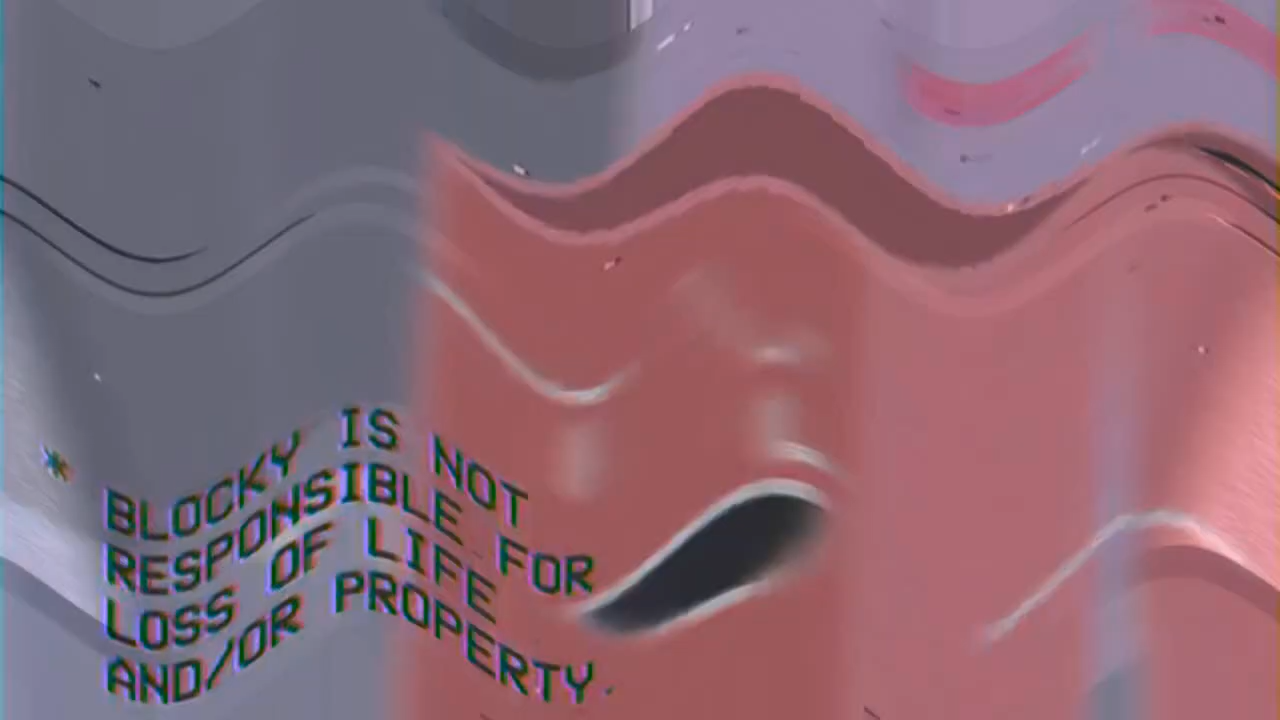 * BLOCKY IS NOT
RESPONSIBLE FOR
LOSS OF LIFE
AND/OR PROPERTY.